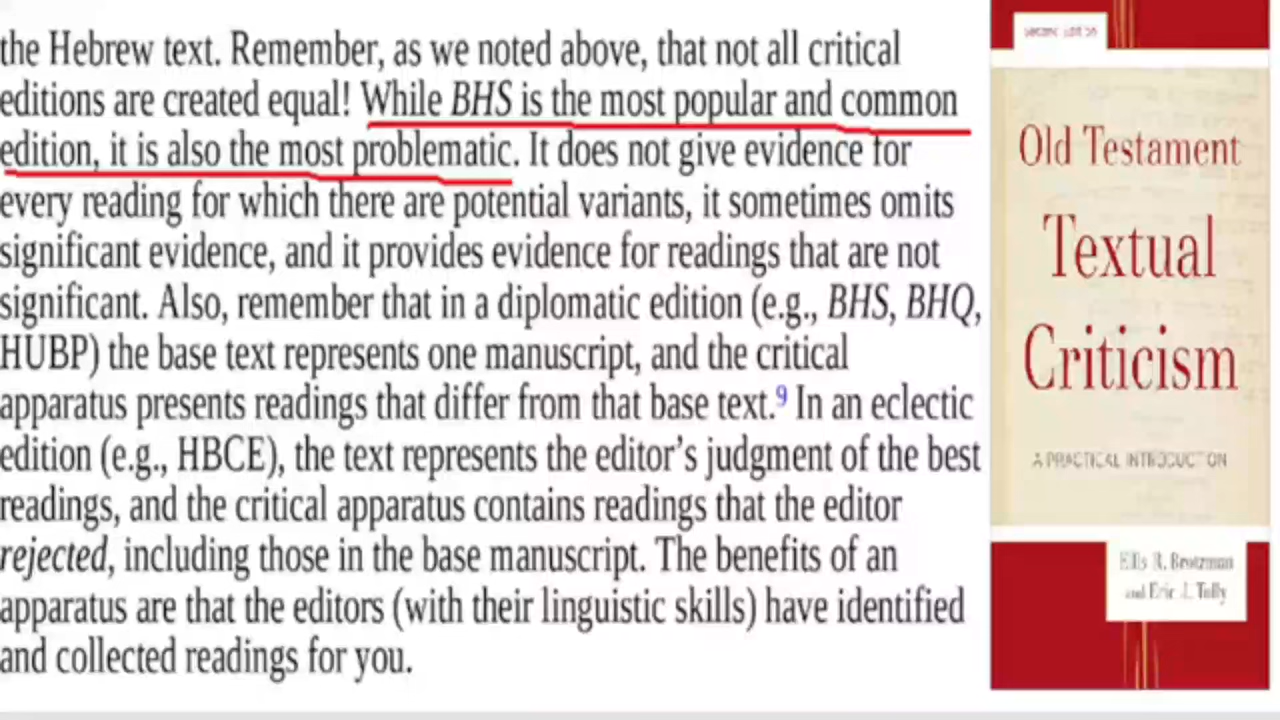 the Hebrew text. Remember, as we noted above, that not all critical
editions are created equal! While BHS is the most popular and common
edition, it is also the most problematic. It does not give evidence for
every reading for which there are potential variants, it sometimes omits
significant evidence, and it provides evidence for readings that are not
significant. Also, remember that in a diplomatic edition (e.g., BHS, BHQ,
HUBP) the base text represents one manuscript, and the critical
apparatus presents readings that differ from that base text.⁹ In an eclectic
edition (e.g., HBCE), the text represents the editor’s judgment of the best
readings, and the critical apparatus contains readings that the editor
rejected, including those in the base manuscript. The benefits of an
apparatus are that the editors (with their linguistic skills) have identified
and collected readings for you.
SECOND EDITION
Old Testament
Textual
Criticism
A PRACTICAL INTRODUCTION
Ellis R. Brotzman
and Eric J. Tully